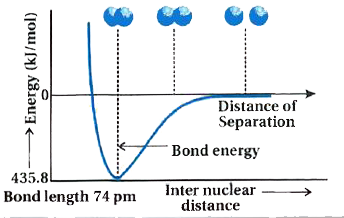 Energy (kJ/mol)
0
Distance of
Separation
Bond energy
435.8
Bond length 74 pm
Inter nuclear
distance